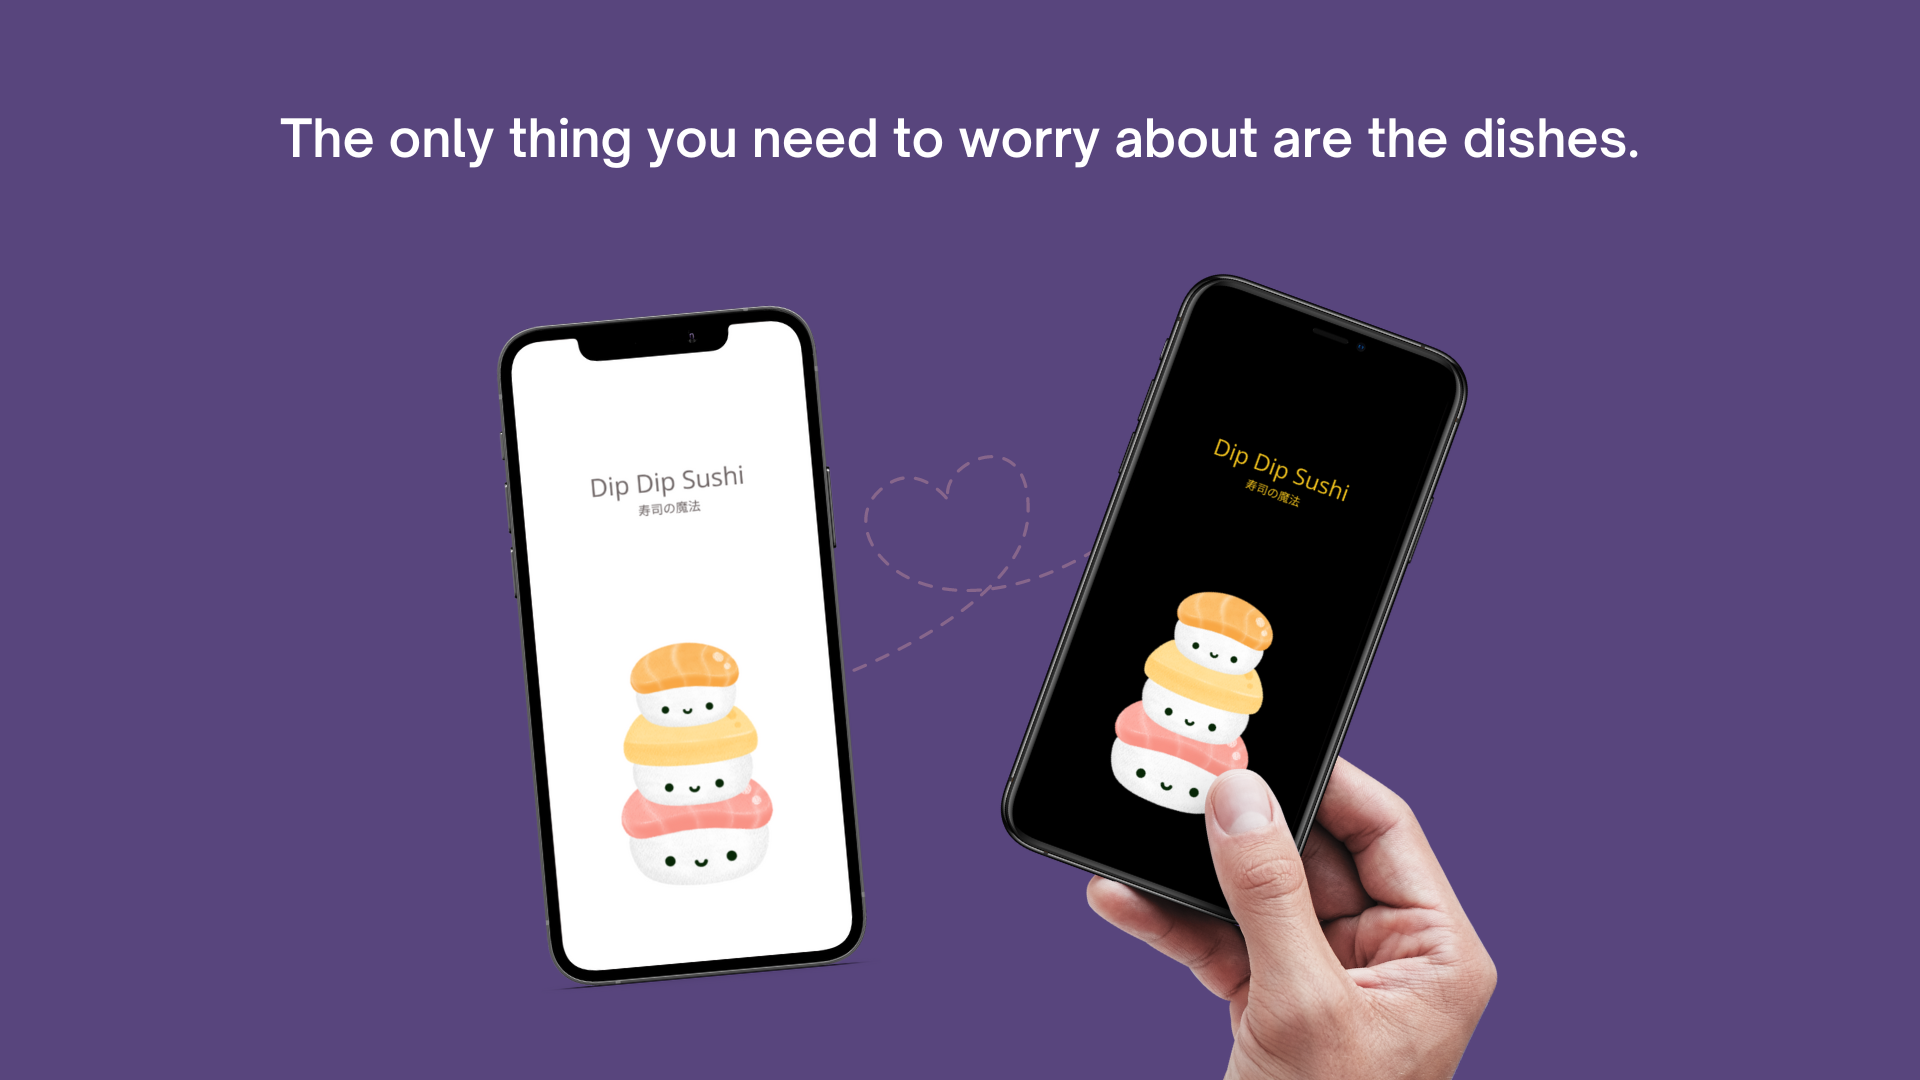 The only thing you need to worry about are the dishes.
Dip Dip Sushi
寿司の魔法
Dip Dip Sushi
寿司の魔法